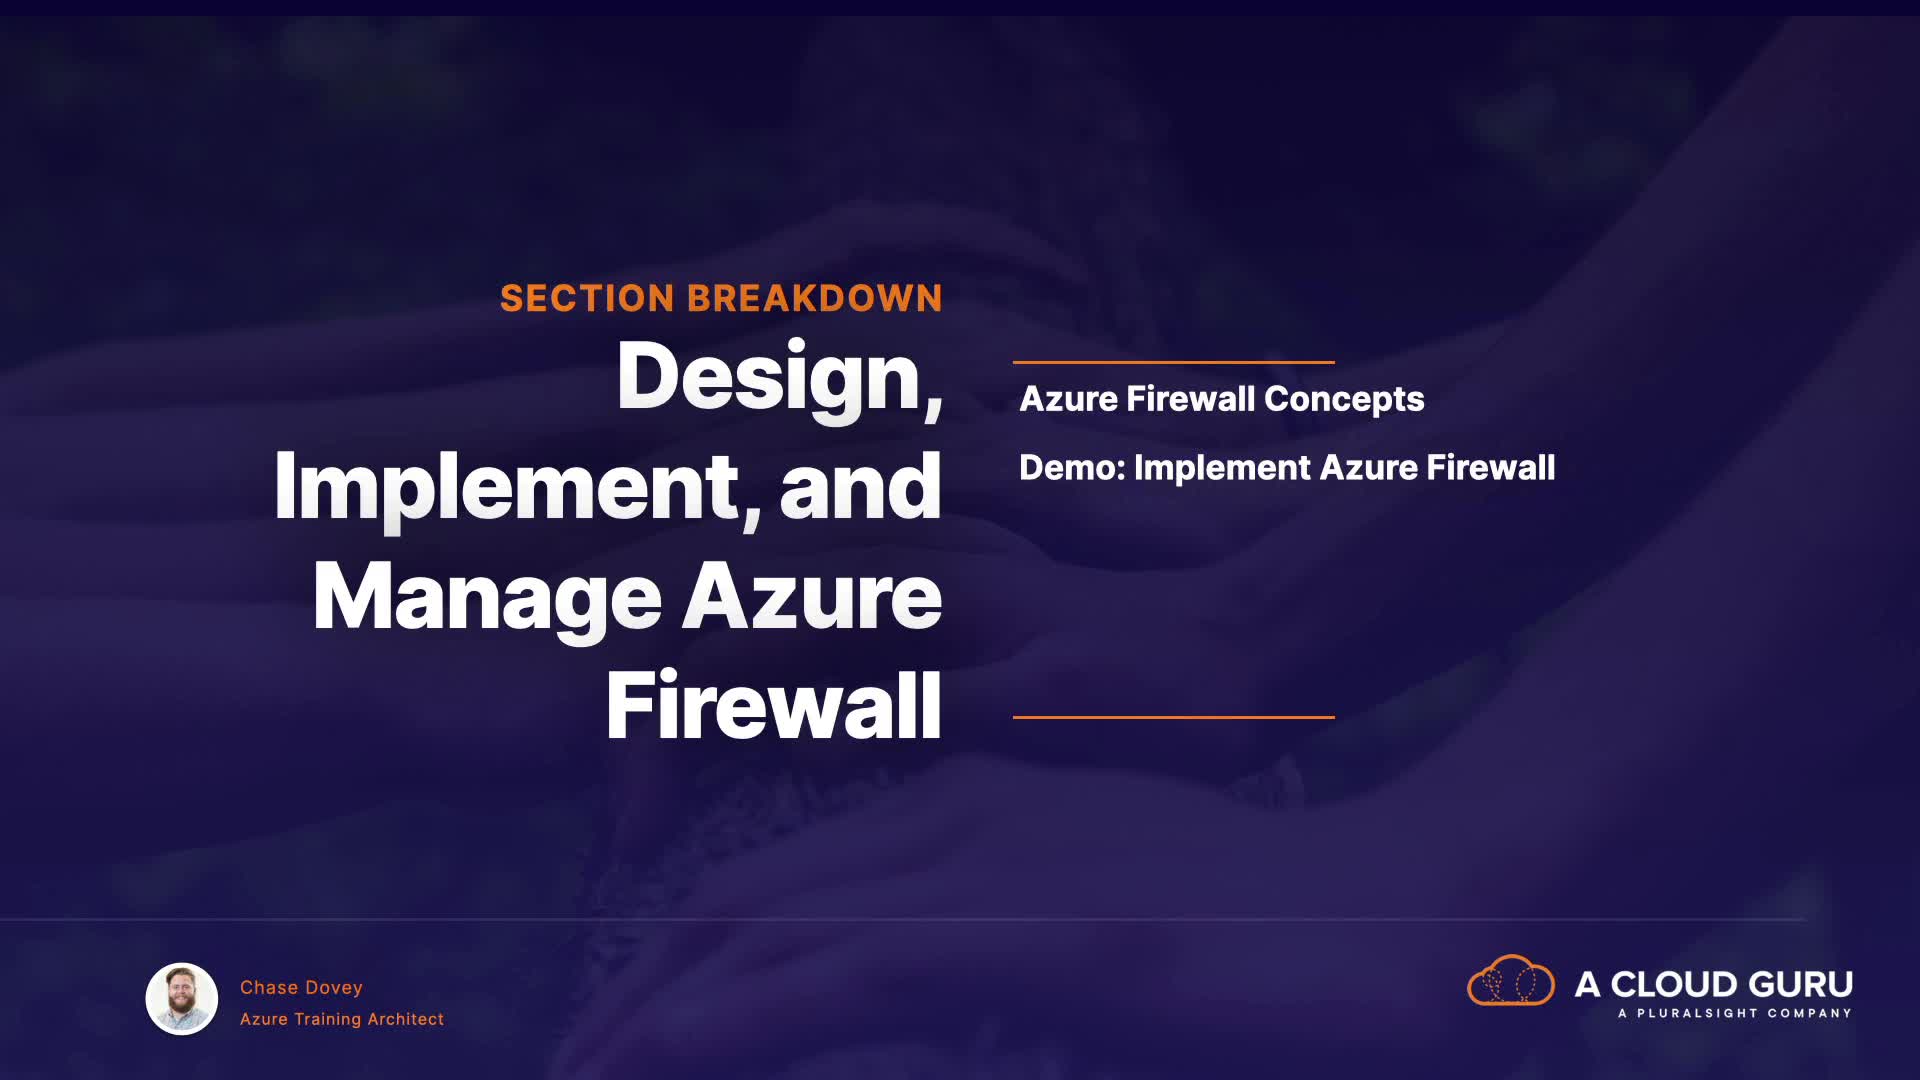 SECTION BREAKDOWN
Design,
Implement, and
Manage Azure
Firewall
Azure Firewall Concepts
Demo: Implement Azure Firewall
Chase Dovey
Azure Training Architect
A CLOUD GURU
A PLURALSIGHT COMPANY